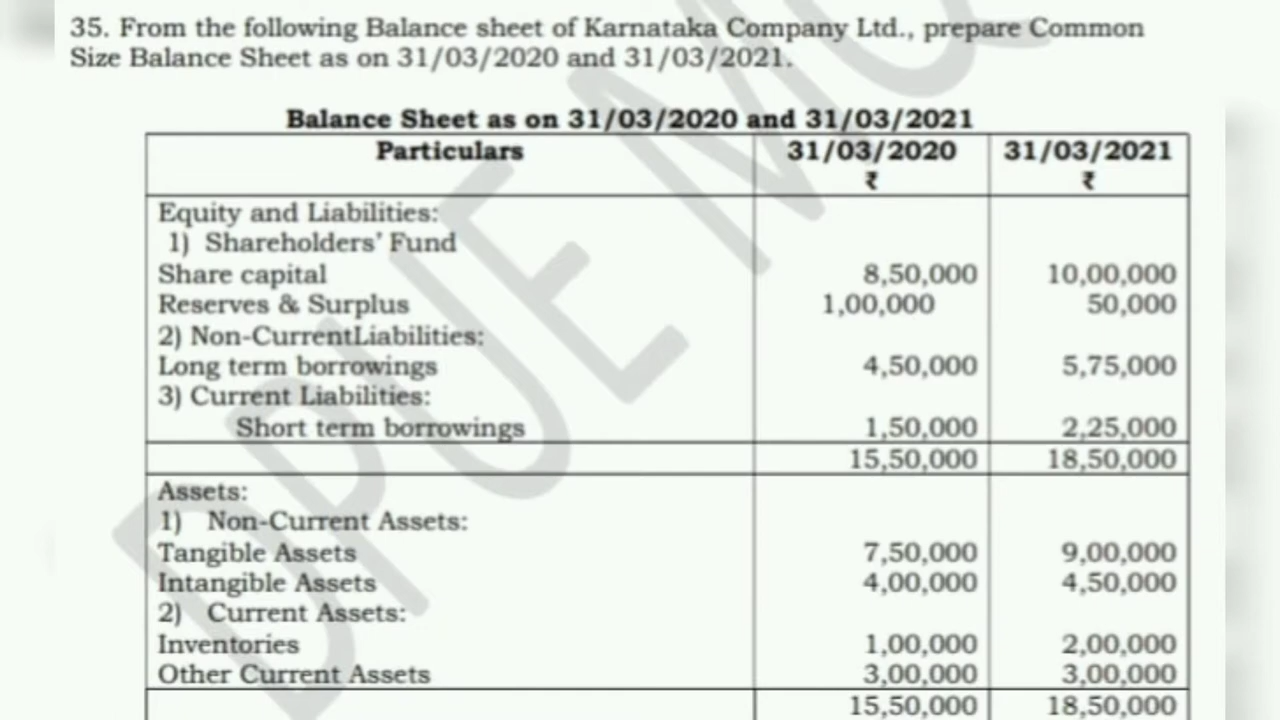 35. From the following Balance sheet of Karnataka Company Ltd., prepare Common
Size Balance Sheet as on 31/03/2020 and 31/03/2021.
Balance Sheet as on 31/03/2020 and 31/03/2021
Particulars 31/03/2020 31/03/2021
₹ ₹
Equity and Liabilities:
1) Shareholders' Fund
Share capital 8,50,000 10,00,000
Reserves & Surplus 1,00,000 50,000
2) Non-CurrentLiabilities:
Long term borrowings 4,50,000 5,75,000
3) Current Liabilities:
Short term borrowings 1,50,000 2,25,000
15,50,000 18,50,000
Assets:
1) Non-Current Assets:
Tangible Assets 7,50,000 9,00,000
Intangible Assets 4,00,000 4,50,000
2) Current Assets:
Inventories 1,00,000 2,00,000
Other Current Assets 3,00,000 3,00,000
15,50,000 18,50,000
DPUE